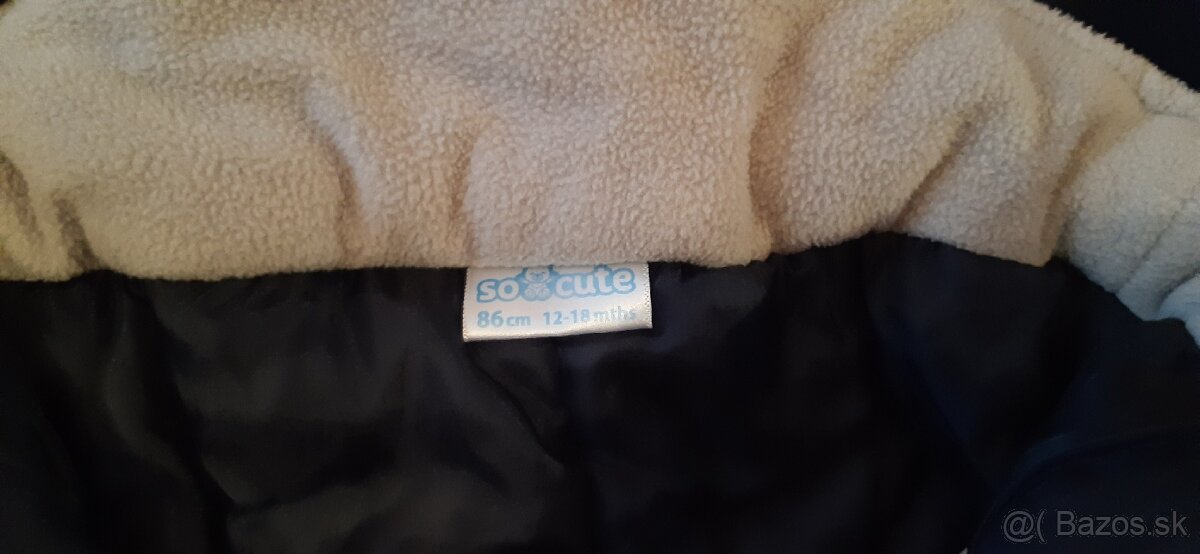 so cute
86cm 12-18 mths
@( Bazos.sk